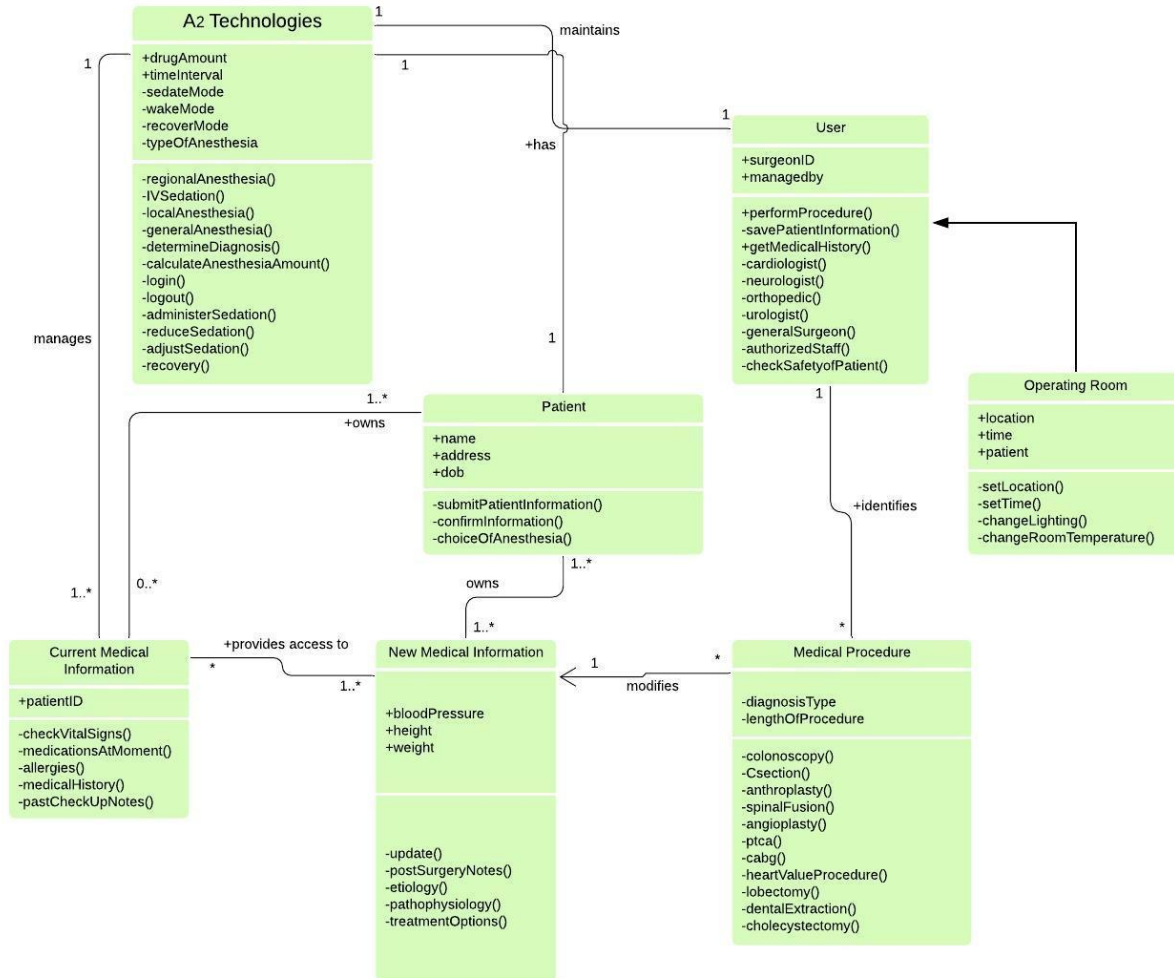 A2 Technologies
+drugAmount
+timeInterval
-sedateMode
-wakeMode
-recoverMode
-typeOfAnesthesia
-regionalAnesthesia()
-IVSedation()
-localAnesthesia()
-generalAnesthesia()
-determineDiagnosis()
-calculateAnesthesiaAmount()
-login()
-logout()
-administerSedation()
-reduceSedation()
-adjustSedation()
-recovery()
1
maintains
1
1
+has
1
1
manages
1..*
User
+surgeonID
+managedby
+performProcedure()
-savePatientInformation()
+getMedicalHistory()
-cardiologist()
-neurologist()
-orthopedic()
-urologist()
-generalSurgeon()
-authorizedStaff()
-checkSafetyofPatient()
Operating Room
+location
+time
+patient
-setLocation()
-setTime()
-changeLighting()
-changeRoomTemperature()
1..*
+owns
0..*
Patient
+name
+address
+dob
-submitPatientInformation()
-confirmInformation()
-choiceOfAnesthesia()
1..*
owns
1..*
1
+identifies
*
Current Medical
Information
+patientID
-checkVitalSigns()
-medicationsAtMoment()
-allergies()
-medicalHistory()
-pastCheckUpNotes()
+provides access to
*
1..*
New Medical Information
+bloodPressure
+height
+weight
-update()
-postSurgeryNotes()
-etiology()
-pathophysiology()
-treatmentOptions()
1
*
modifies
Medical Procedure
-diagnosisType
-lengthOfProcedure
-colonoscopy()
-Csection()
-anthroplasty()
-spinalFusion()
-angioplasty()
-ptca()
-cabg()
-heartValueProcedure()
-lobectomy()
-dentalExtraction()
-cholecystectomy()